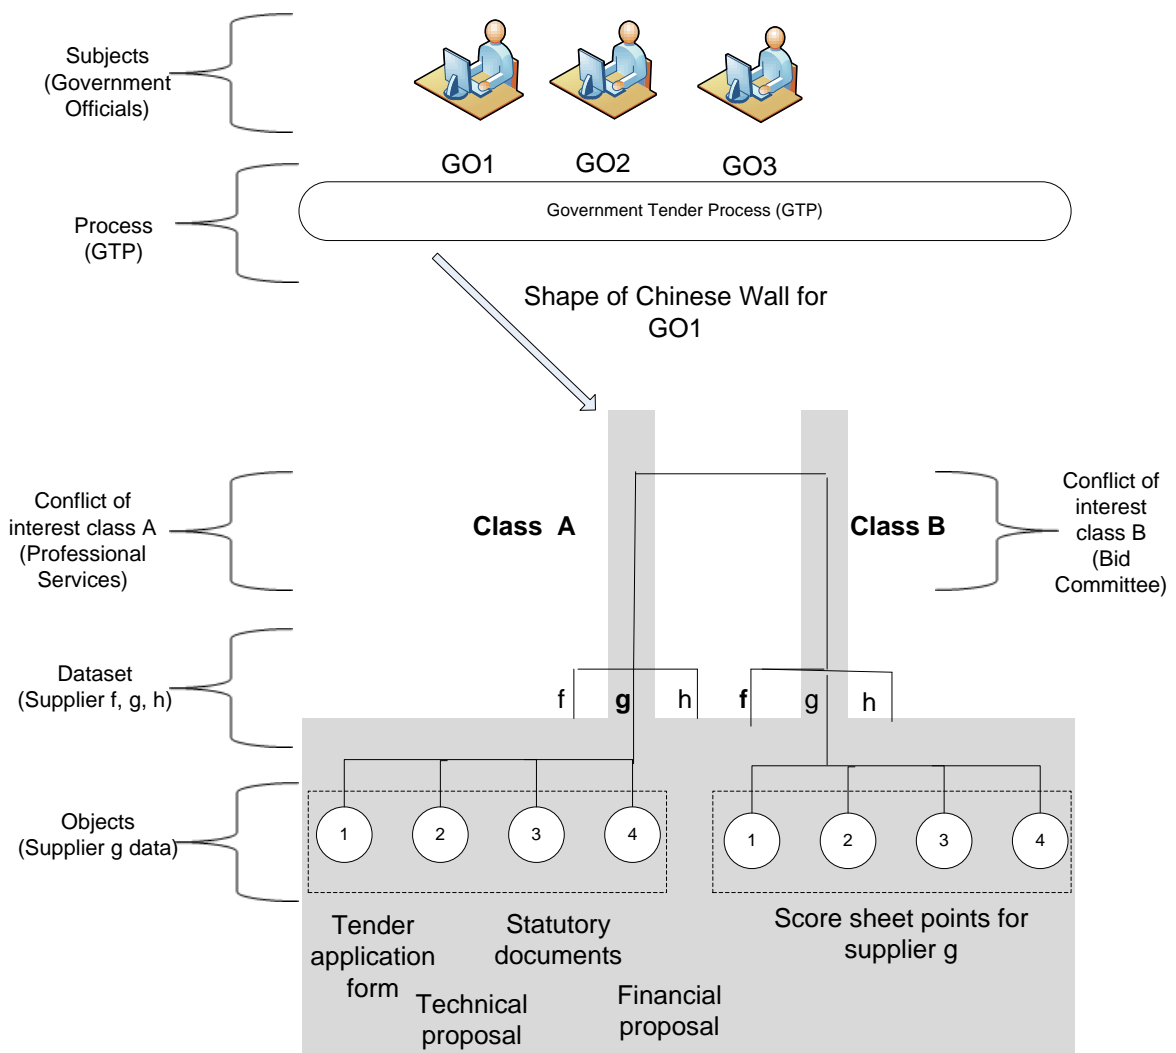 Subjects
(Government
Officials)
GO1
GO2
GO3
Process
(GTP)
Government Tender Process (GTP)
Shape of Chinese Wall for
GO1
Conflict of
interest class A
(Professional
Services)
Class A
Class B
Conflict of
interest
class B
(Bid
Committee)
Dataset
(Supplier f, g, h)
f
g
h
f
g
h
Objects
(Supplier g data)
1
2
3
4
1
2
3
4
Tender
application
form
Statutory
documents
Score sheet points for
supplier g
Technical
proposal
Financial
proposal